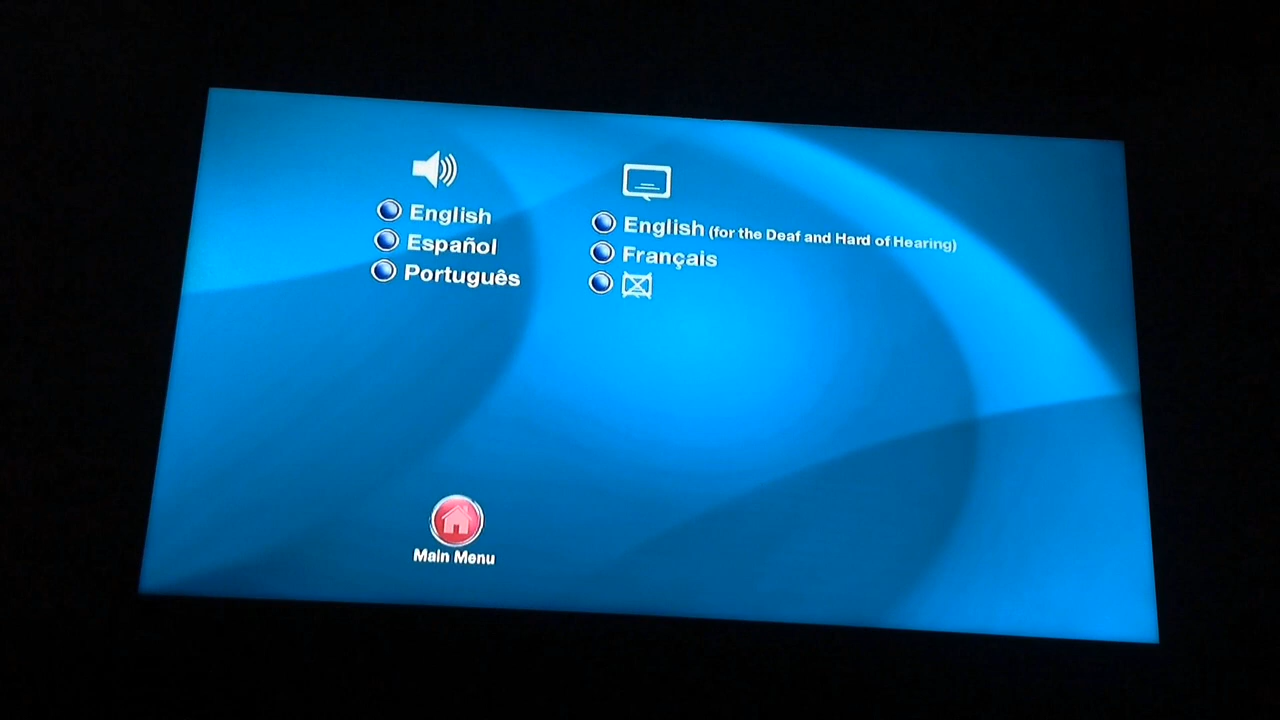 English
Español
Português
English (for the Deaf and Hard of Hearing)
Français
Main Menu